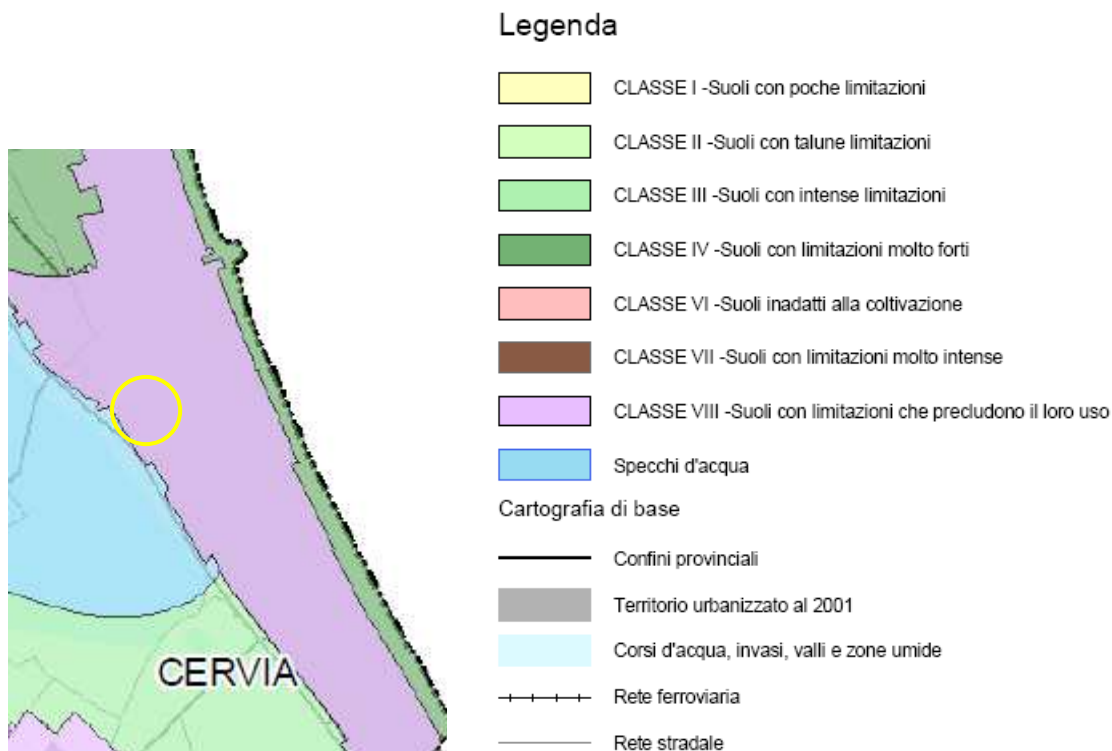 Legenda
CLASSE I -Suoli con poche limitazioni
CLASSE II -Suoli con talune limitazioni
CLASSE III -Suoli con intense limitazioni
CLASSE IV -Suoli con limitazioni molto forti
CLASSE VI -Suoli inadatti alla coltivazione
CLASSE VII -Suoli con limitazioni molto intense
CLASSE VIII -Suoli con limitazioni che precludono il loro uso
Specchi d'acqua
Cartografia di base
Confini provinciali
Territorio urbanizzato al 2001
Corsi d'acqua, invasi, valli e zone umide
Rete ferroviaria
Rete stradale
CERVIA